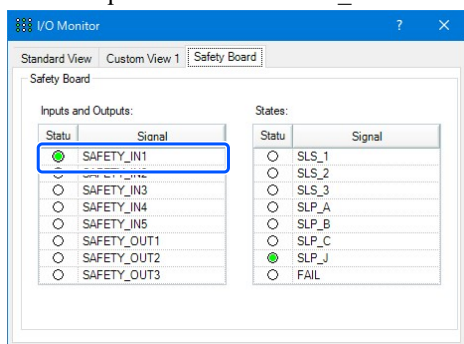 I/O Monitor ? ×
Standard View Custom View 1 Safety Board
Safety Board
Inputs and Outputs: States:
Statu Signal Statu Signal
SAFETY_IN1 SLS_1
SAFETY_IN2 SLS_2
SAFETY_IN3 SLS_3
SAFETY_IN4 SLP_A
SAFETY_IN5 SLP_B
SAFETY_OUT1 SLP_C
SAFETY_OUT2 SLP_J
SAFETY_OUT3 FAIL